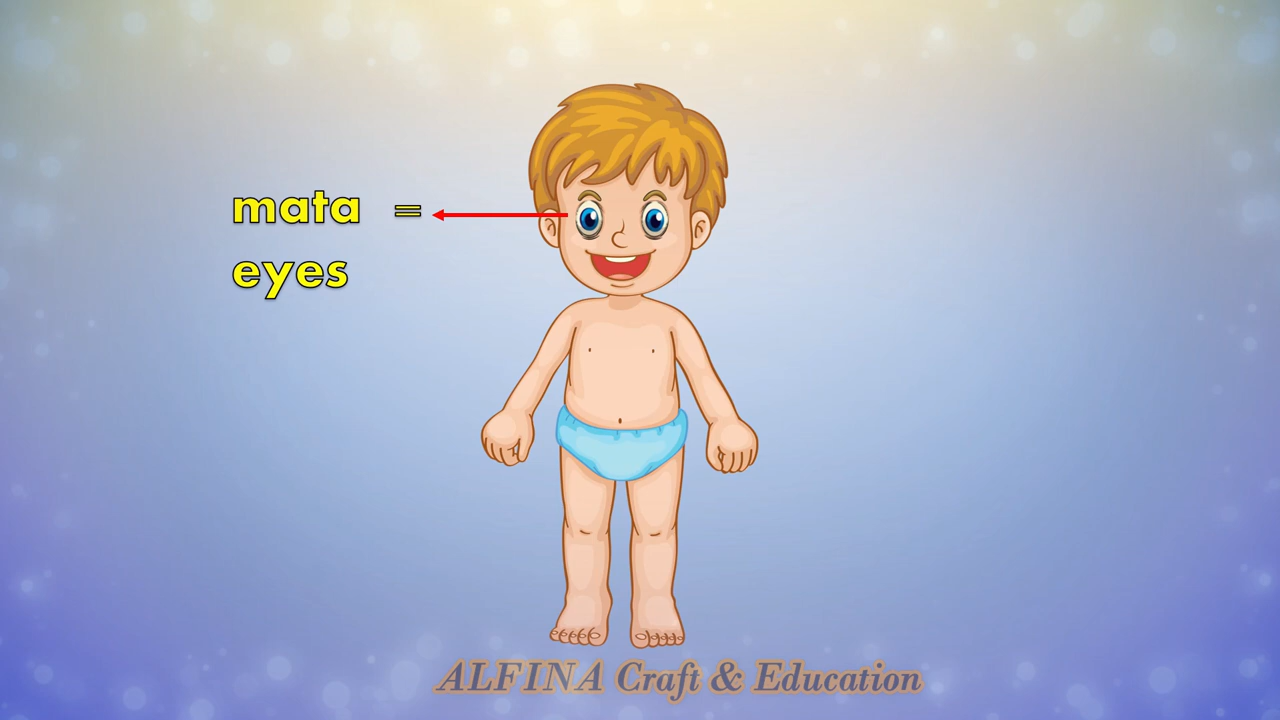 mata =
eyes
ALFINA Craft & Education